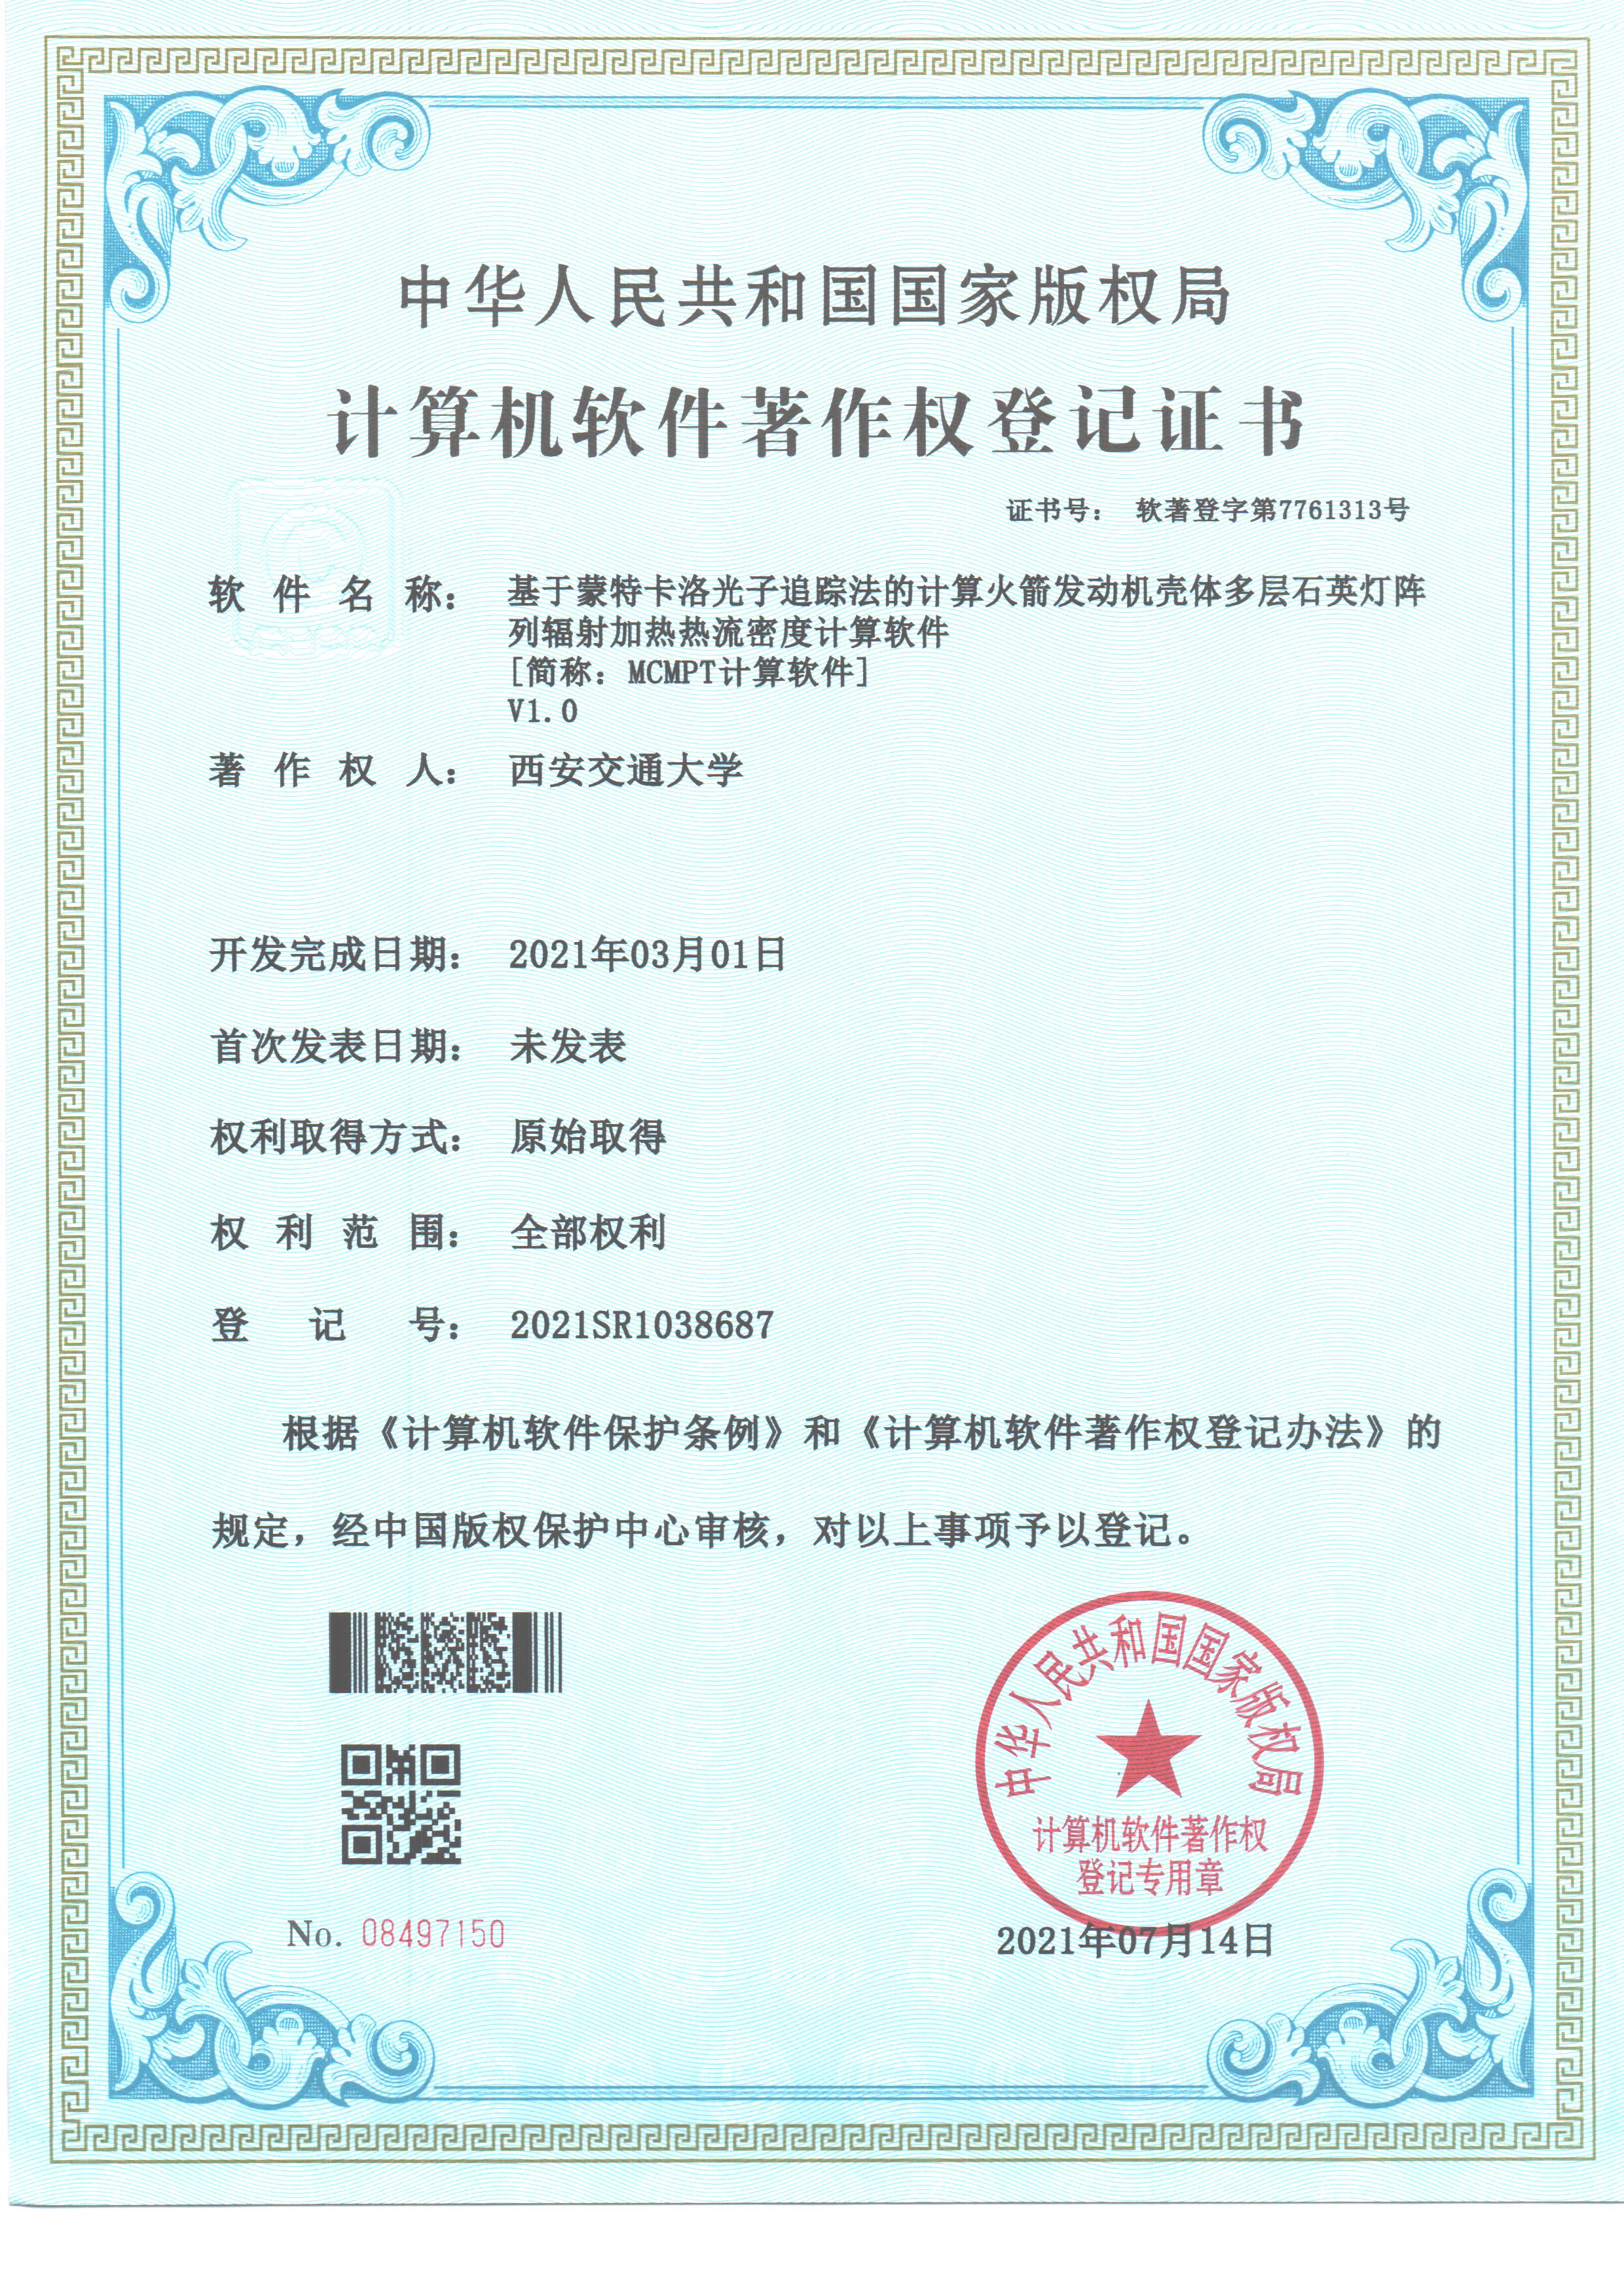 中华人民共和国国家版权局
计算机软件著作权登记证书
证书号： 软著登字第7761313号
软件名称： 基于蒙特卡洛光子追踪法的计算火箭发动机壳体多层石英灯阵
列辐射加热热流密度计算软件
[简称：MCMPT计算软件]
V1.0
著作权人： 西安交通大学
开发完成日期： 2021年03月01日
首次发表日期： 未发表
权利取得方式： 原始取得
权利范围： 全部权利
登记号： 2021SR1038687
根据《计算机软件保护条例》和《计算机软件著作权登记办法》的
规定，经中国版权保护中心审核，对以上事项予以登记。
中华人民共和国国家版权局
计算机软件著作权
登记专用章
No. 08497150
2021年07月14日